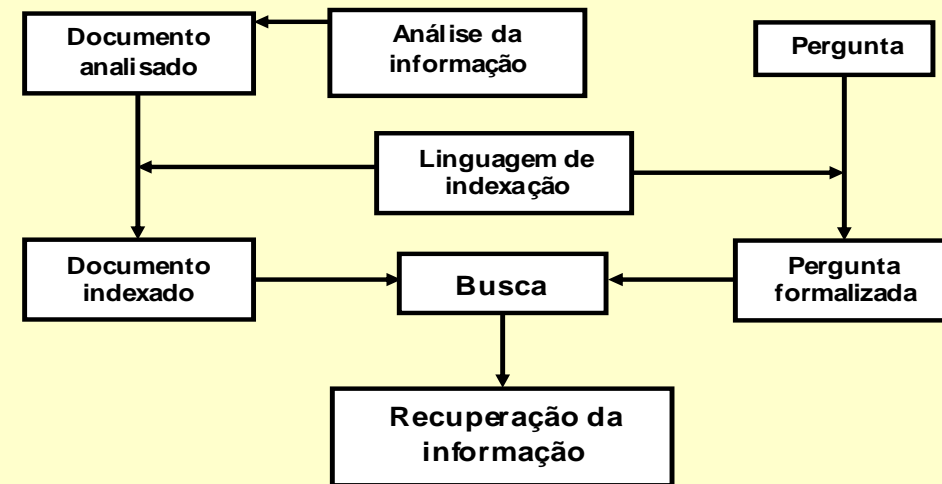 Documento
analisado
Análise da
informação
Pergunta
Linguagem de
indexação
Documento
indexado
Busca
Pergunta
formalizada
Recuperação da
informação